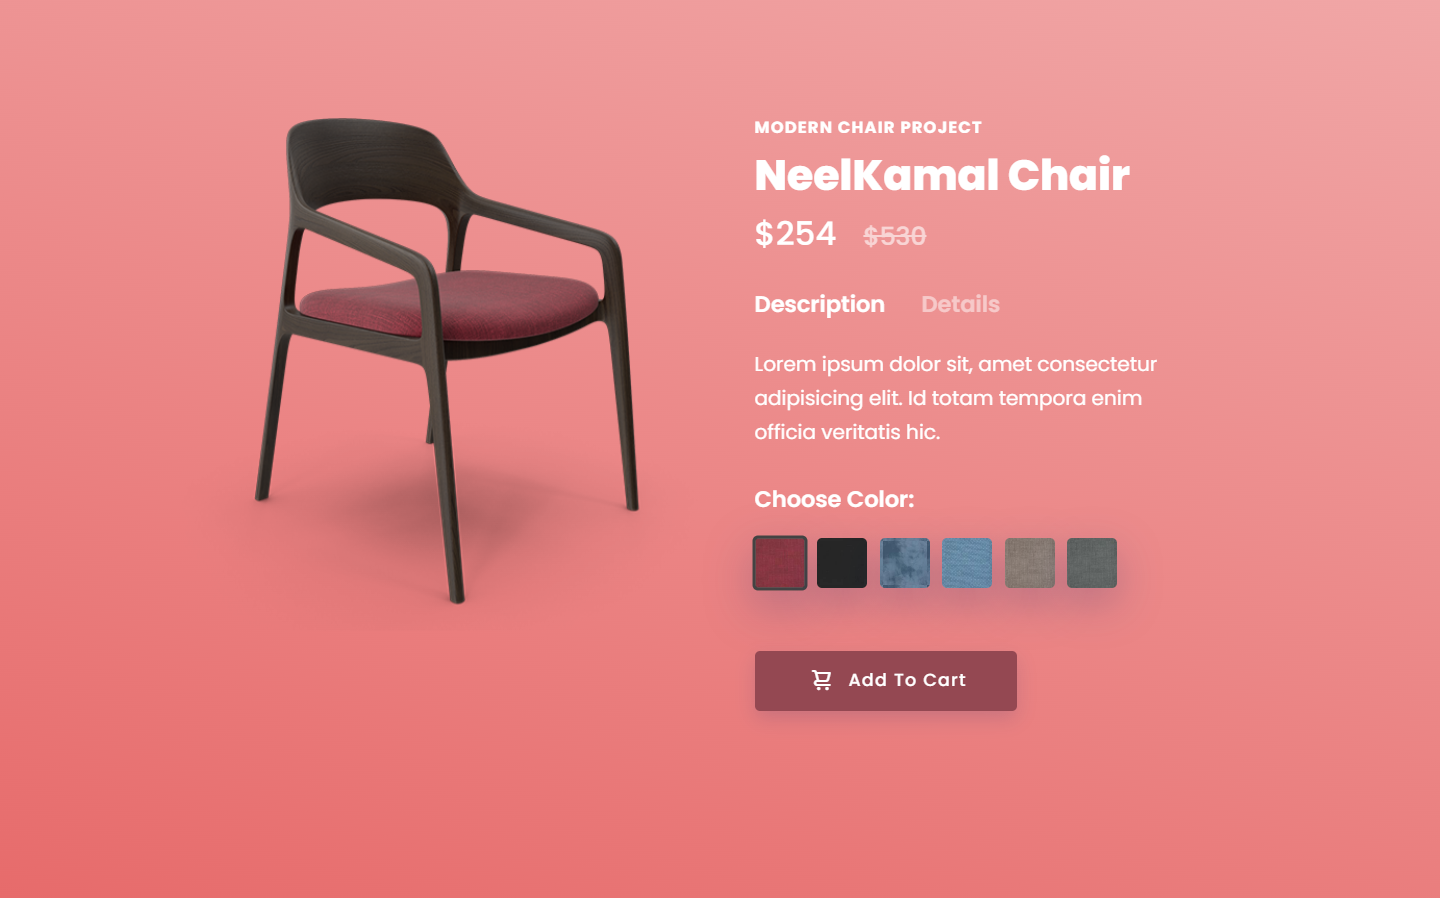 MODERN CHAIR PROJECT
NeelKamal Chair
$254 $530
Description Details
Lorem ipsum dolor sit, amet consectetur
adipisicing elit. Id totam tempora enim
officia veritatis hic.
Choose Color:
Add To Cart